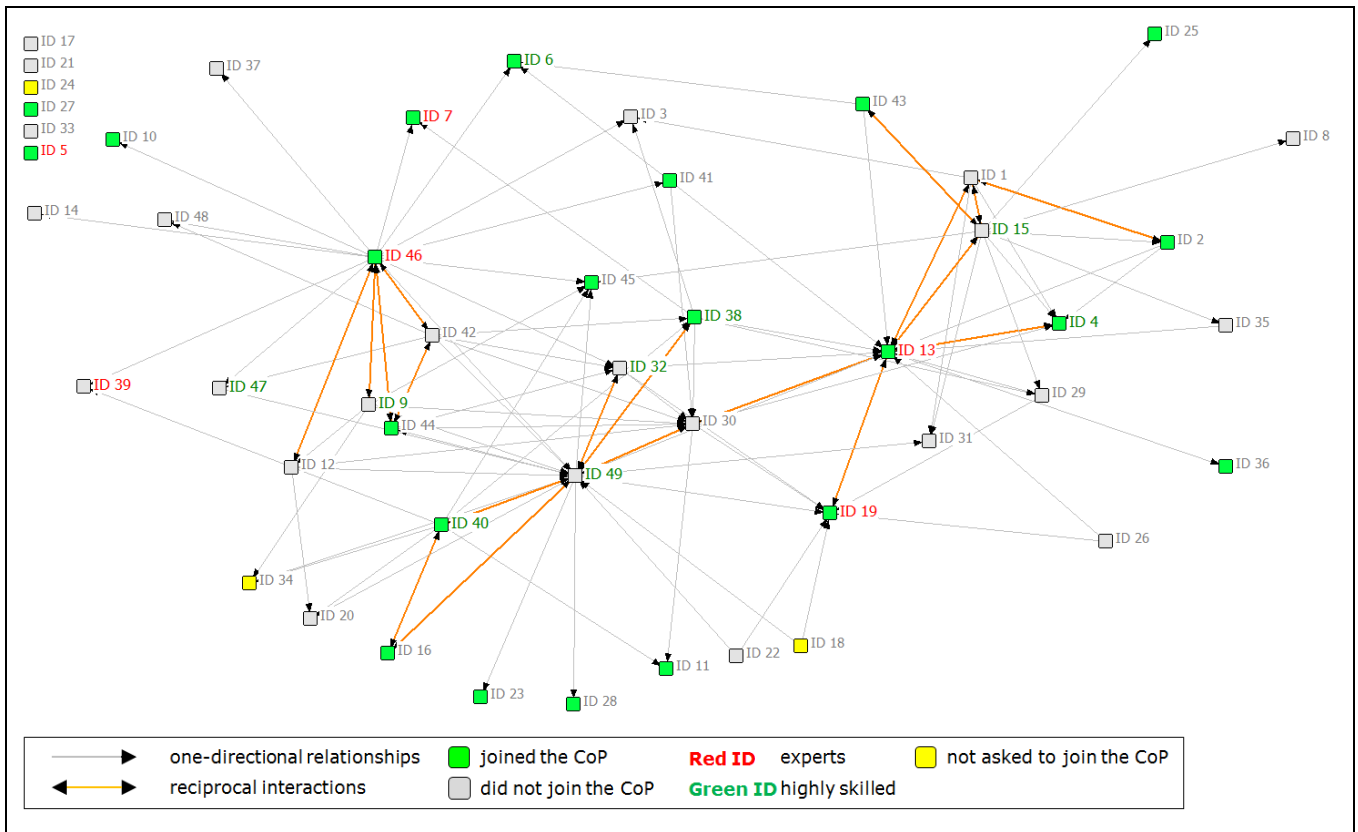 ID 17
ID 21
ID 24
ID 27
ID 33
ID 5
ID 25
ID 6
ID 37
ID 43
ID 7
ID 3
ID 10
ID 8
ID 1
ID 41
ID 14
ID 48
ID 15
ID 2
ID 46
ID 45
ID 38
ID 4
ID 35
ID 42
ID 13
ID 32
ID 39
ID 47
ID 29
ID 9
ID 30
ID 44
ID 31
ID 12
ID 36
ID 49
ID 19
ID 40
ID 26
ID 34
ID 20
ID 18
ID 16
ID 22
ID 11
ID 23
ID 28
one-directional relationships
joined the CoP
Red ID experts
not asked to join the CoP
reciprocal interactions
did not join the CoP
Green ID highly skilled